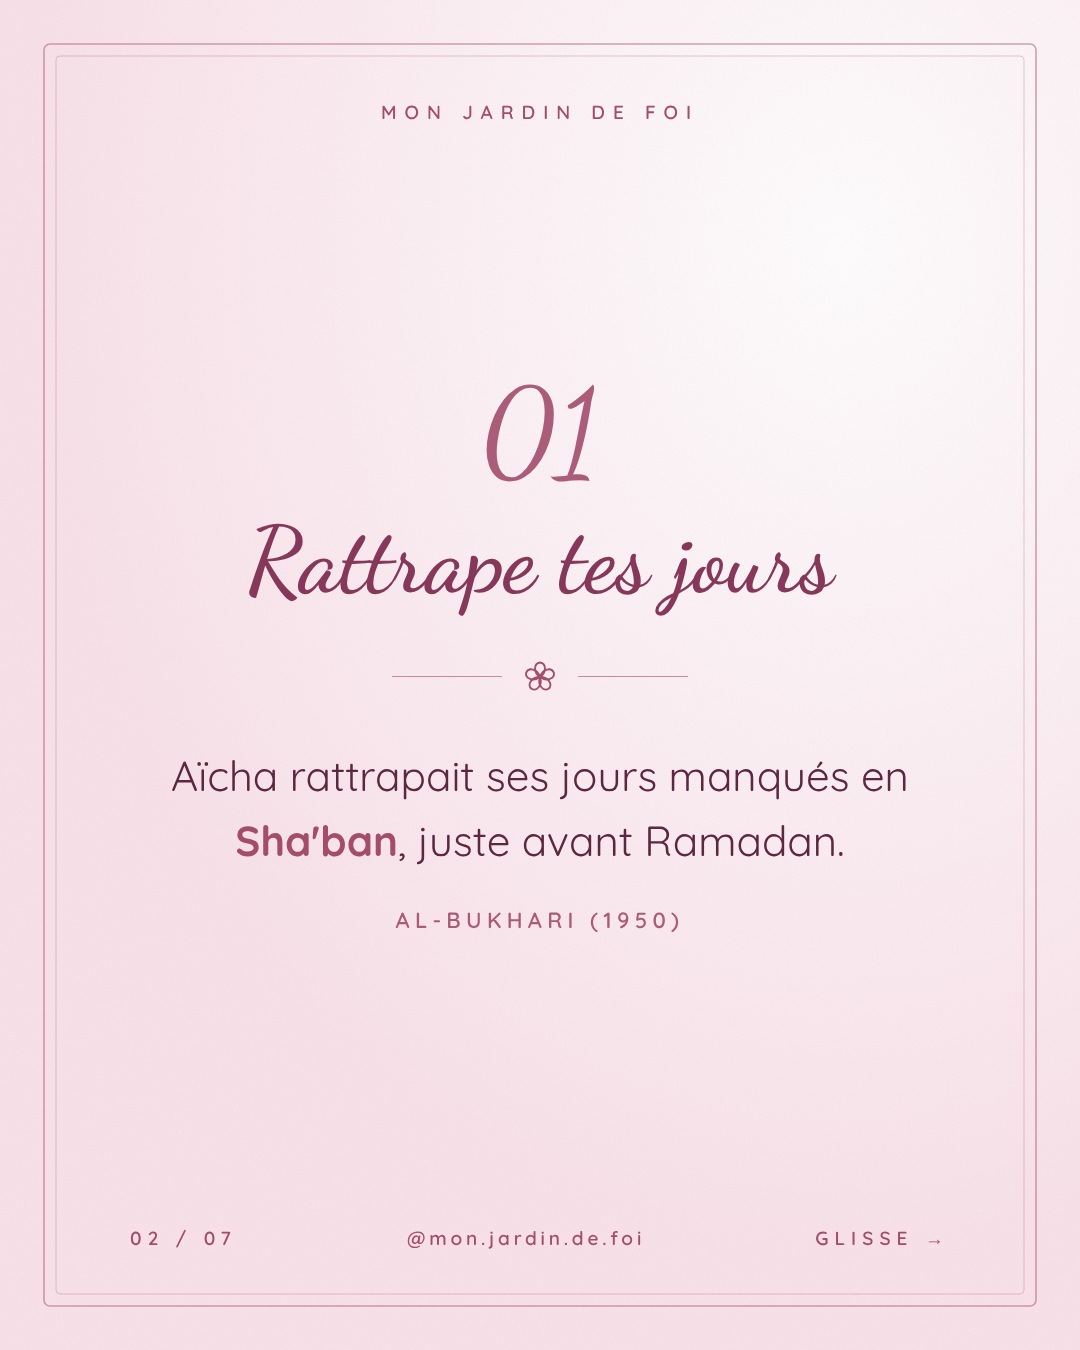 MON JARDIN DE FOI
01
Rattrape tes jours
Aïcha rattrapait ses jours manqués en
Sha'ban, juste avant Ramadan.
AL-BUKHARI (1950)
02 / 07
@mon.jardin.de.foi
GLISSE →